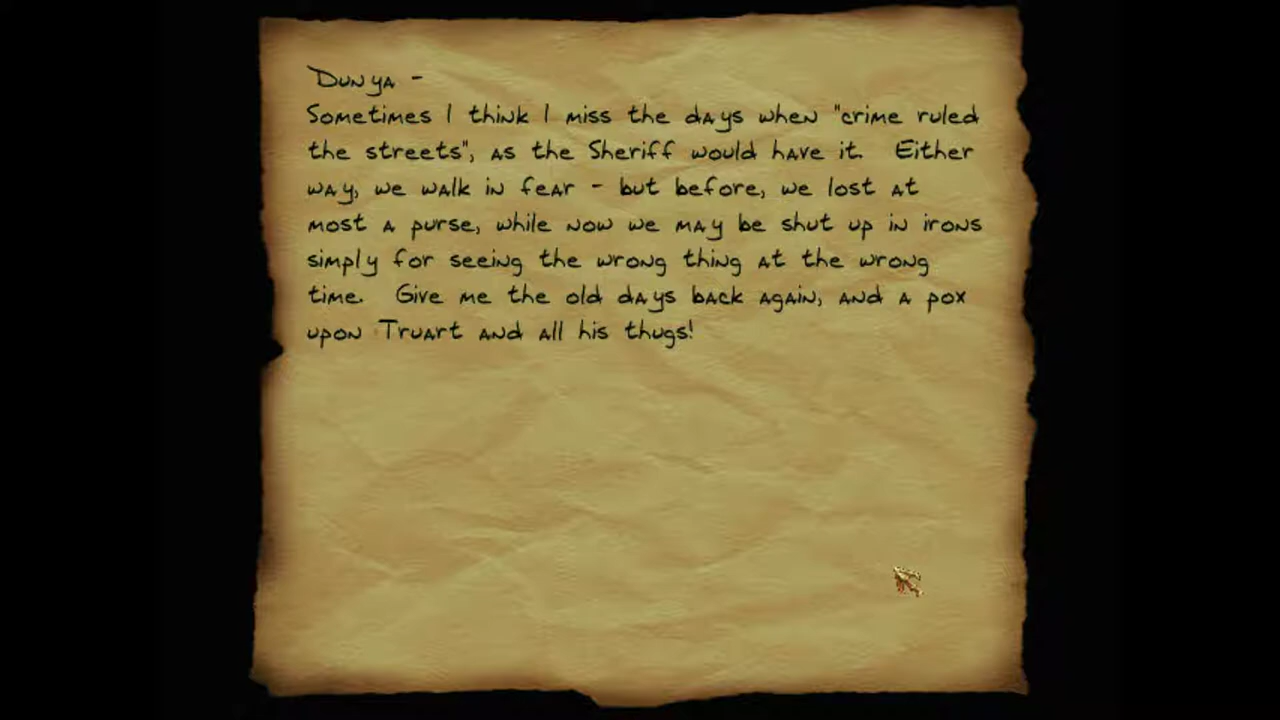 Dunya -
Sometimes I think I miss the days when "crime ruled
the streets", as the Sheriff would have it.  Either
way, we walk in fear - but before, we lost at
most a purse, while now we may be shut up in irons
simply for seeing the wrong thing at the wrong
time.  Give me the old days back again, and a pox
upon Truart and all his thugs!